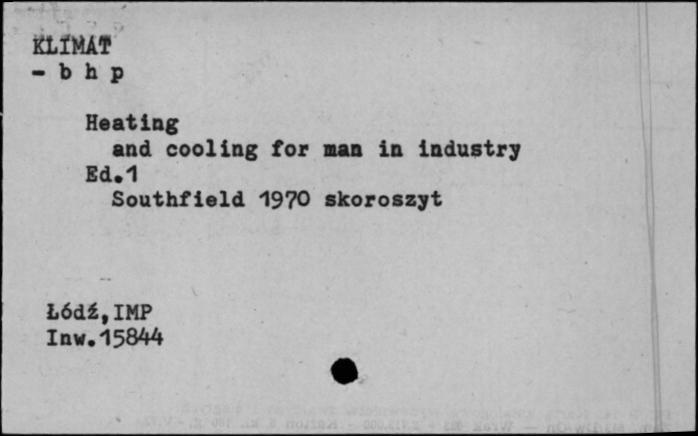 KLIMAT
- b h p
Heating
and cooling for man in industry
Ed.1
Southfield 1970 skoroszyt
Łódź,IMP
Inw.15844